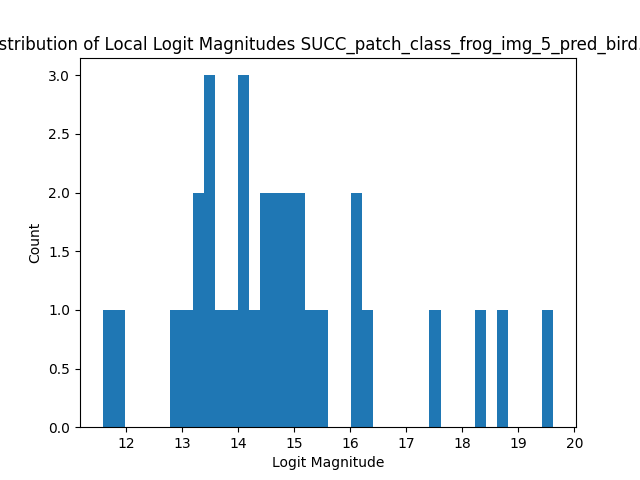 stribution of Local Logit Magnitudes SUCC_patch_class_frog_img_5_pred_bird.
3.0
2.5
2.0
1.5
1.0
0.5
0.0
Count
12 13 14 15 16 17 18 19 20
Logit Magnitude